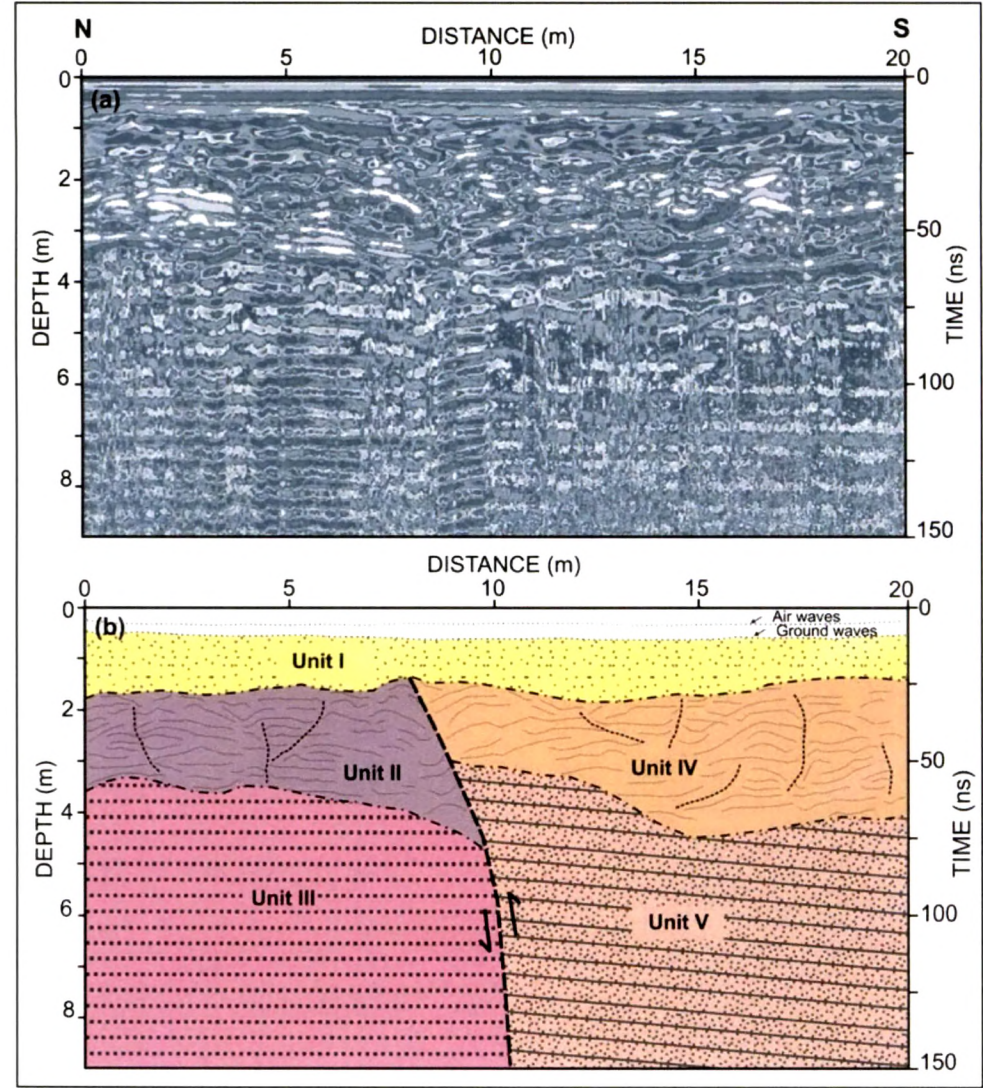 N
DISTANCE (m)
S
0 5 10 15 20
(a)
DEPTH (m)
0
2
4
6
8
TIME (ns)
0
50
100
150
DISTANCE (m)
0 5 10 15 20
(b)
Air waves
Ground waves
Unit I
Unit II
Unit IV
Unit III
Unit V
DEPTH (m)
0
2
4
6
8
TIME (ns)
0
50
100
150